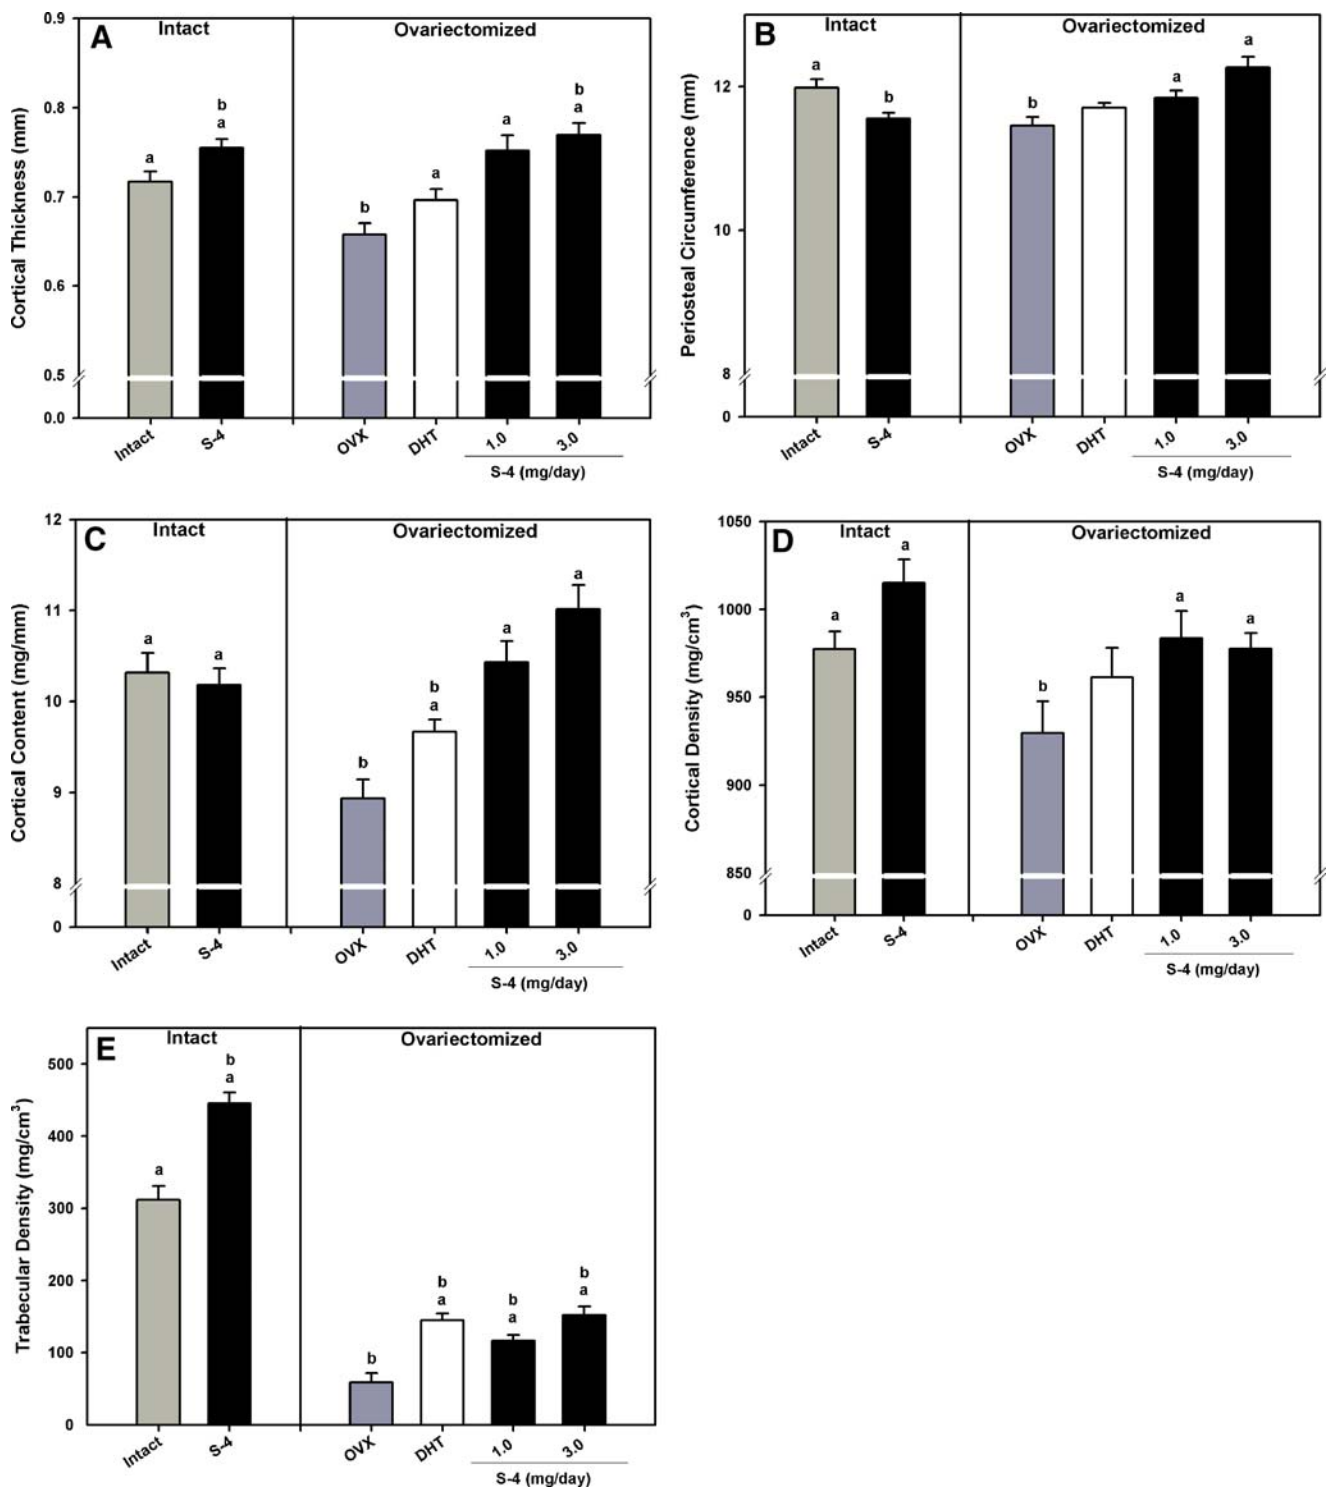 A
Intact
Ovariectomized
Cortical Thickness (mm)
0.9
0.8
0.7
0.6
0.5
0.0
a
b
a
b
a
a
b
a
Intact
S-4
OVX
DHT
1.0
3.0
S-4 (mg/day)
B
Intact
Ovariectomized
Periosteal Circumference (mm)
12
10
8
0
a
b
b
a
a
Intact
S-4
OVX
DHT
1.0
3.0
S-4 (mg/day)
C
Intact
Ovariectomized
Cortical Content (mg/mm)
12
11
10
9
8
0
a
a
b
b
a
a
a
Intact
S-4
OVX
DHT
1.0
3.0
S-4 (mg/day)
D
Intact
Ovariectomized
Cortical Density (mg/cm³)
1050
1000
950
900
850
0
a
a
b
a
a
Intact
S-4
OVX
DHT
1.0
3.0
S-4 (mg/day)
E
Intact
Ovariectomized
Trabecular Density (mg/cm³)
500
400
300
200
100
0
a
b
a
b
b
a
b
a
b
a
Intact
S-4
OVX
DHT
1.0
3.0
S-4 (mg/day)